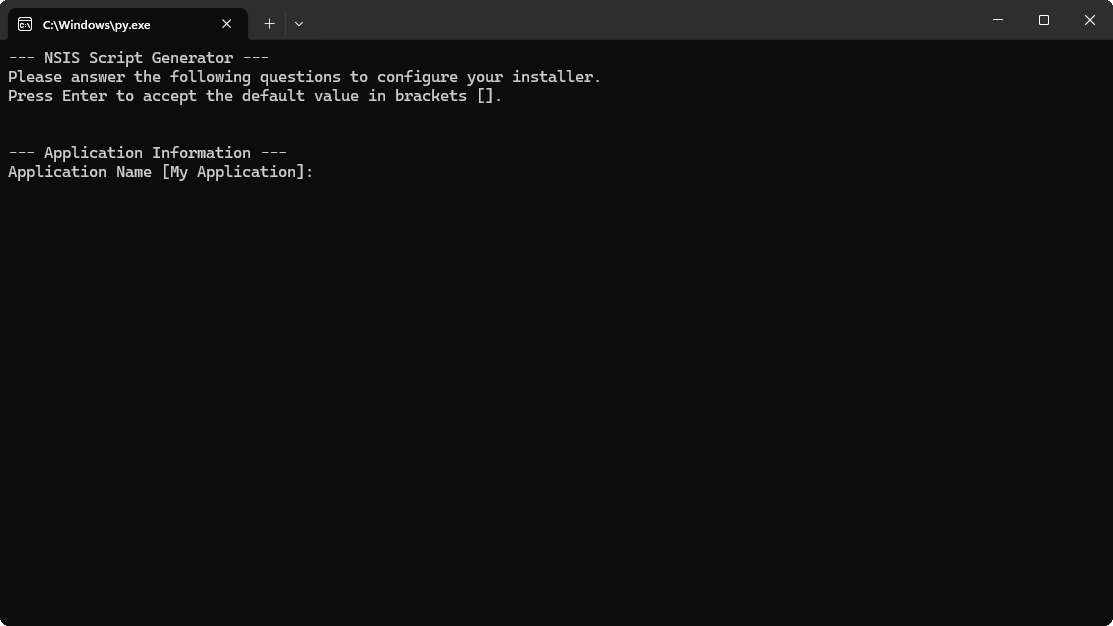 C:\Windows\py.exe
--- NSIS Script Generator ---
Please answer the following questions to configure your installer.
Press Enter to accept the default value in brackets [].
--- Application Information ---
Application Name [My Application]: